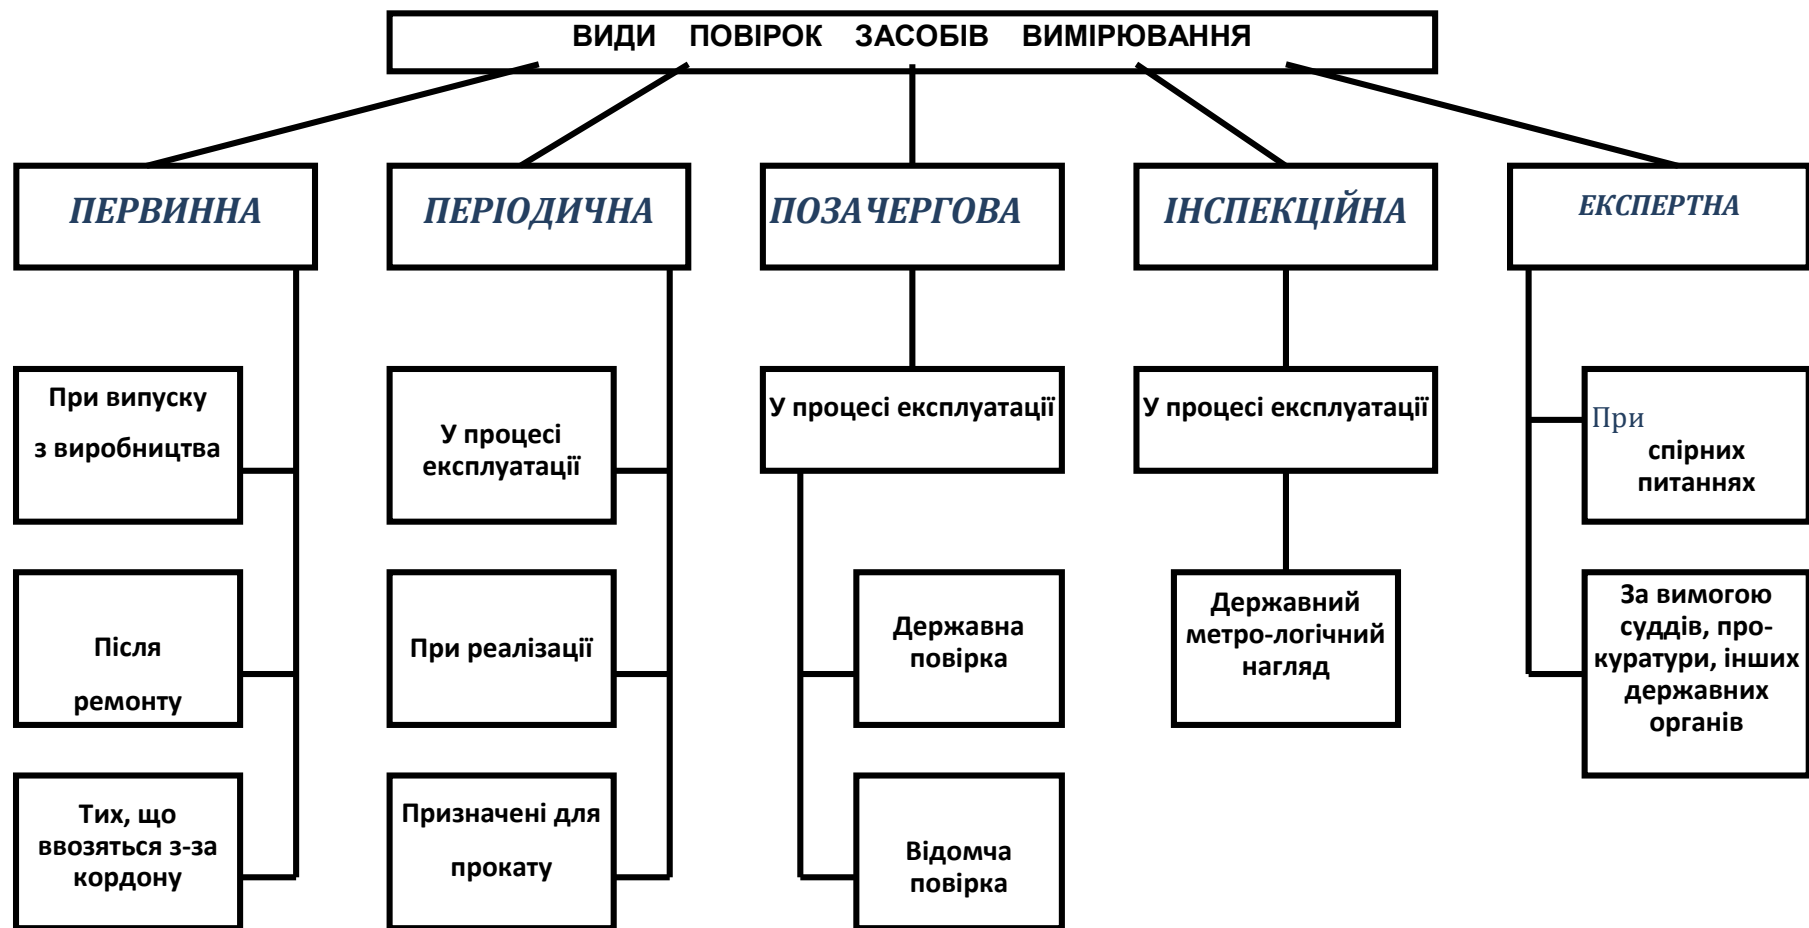 ВИДИ ПОВІРОК ЗАСОБІВ ВИМІРЮВАННЯ
ПЕРВИННА
ПЕРІОДИЧНА
ПОЗАЧЕРГОВА
ІНСПЕКЦІЙНА
ЕКСПЕРТНА
При випуску
з виробництва
У процесі
експлуатації
У процесі експлуатації
У процесі експлуатації
При
спірних
питаннях
Після
ремонту
При реалізації
Державна
повірка
Державний
метро-логічний
нагляд
За вимогою
суддів, про-
куратури, інших
державних
органів
Тих, що
ввозяться з-за
кордону
Призначені для
прокату
Відомча
повірка